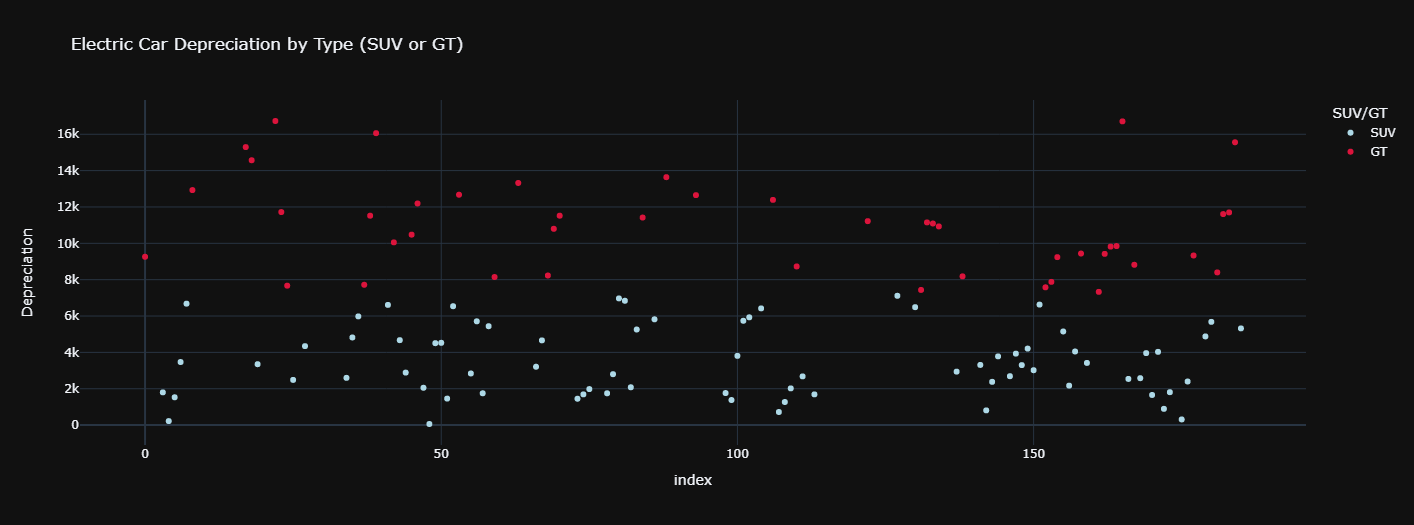 Electric Car Depreciation by Type (SUV or GT)
SUV/GT
SUV
GT
Depreciation
16k
14k
12k
10k
8k
6k
4k
2k
0
0 50 100 150
index